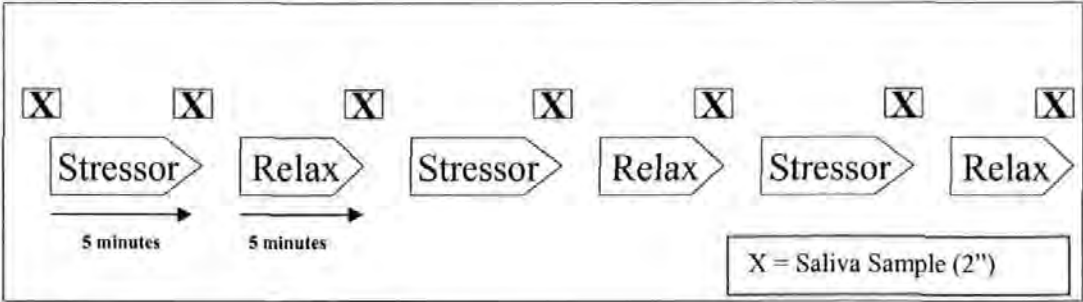 X X X X X X X
Stressor Relax Stressor Relax Stressor Relax
5 minutes 5 minutes
X = Saliva Sample (2”)